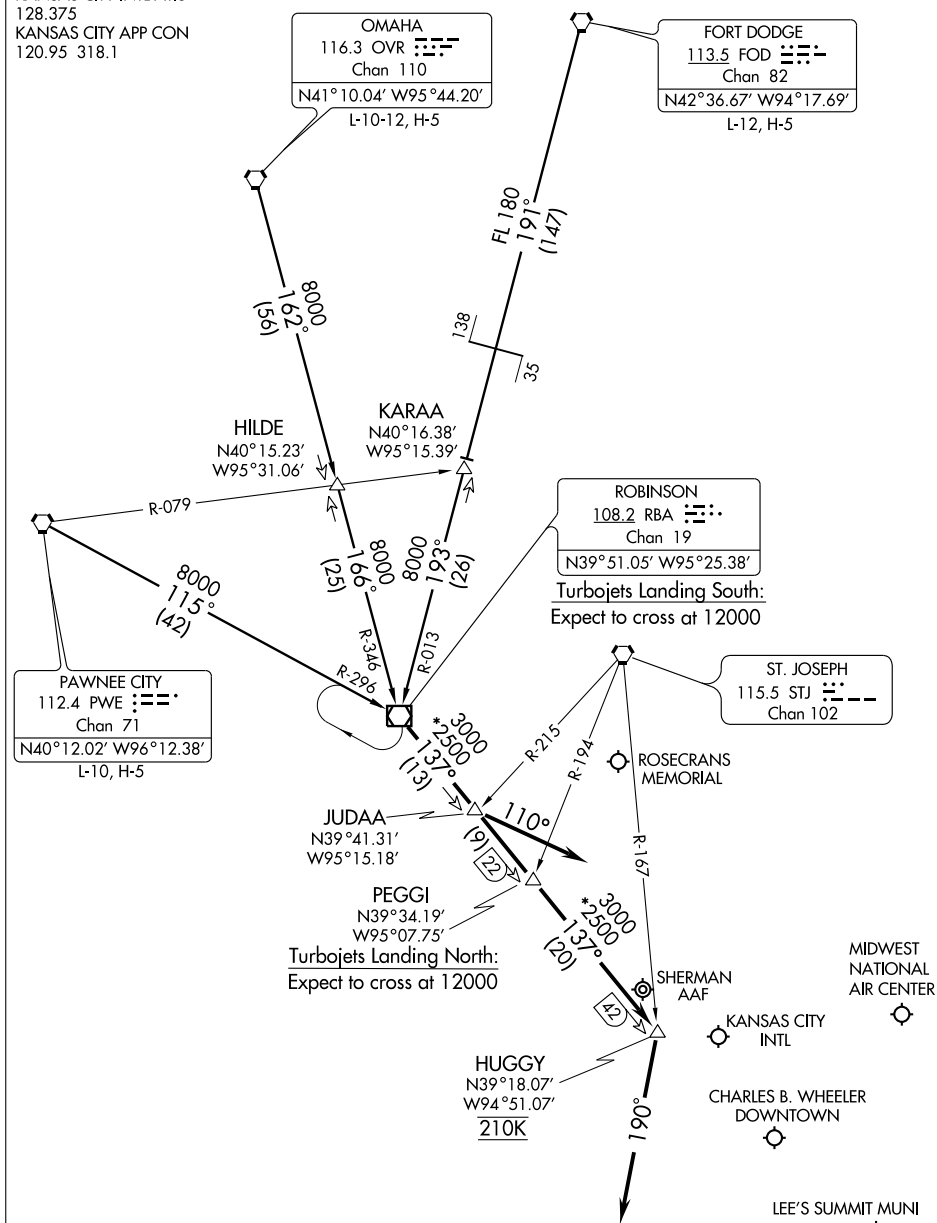 128.375
KANSAS CITY APP CON
120.95 318.1
OMAHA
116.3 OVR
Chan 110
N41°10.04' W95°44.20'
L-10-12, H-5
FORT DODGE
113.5 FOD
Chan 82
N42°36.67' W94°17.69'
L-12, H-5
8000
162°
(56)
FL 180
191°
(147)
138
35
HILDE
N40°15.23'
W95°31.06'
KARAA
N40°16.38'
W95°15.39'
R-079
ROBINSON
108.2 RBA
Chan 19
N39°51.05' W95°25.38'
Turbojets Landing South:
Expect to cross at 12000
8000
115°
(42)
8000
166°
(25)
8000
193°
(26)
R-346
R-013
R-296
PAWNEE CITY
112.4 PWE
Chan 71
N40°12.02' W96°12.38'
L-10, H-5
ST. JOSEPH
115.5 STJ
Chan 102
3000
*2500
137°
(13)
R-215
R-194
R-167
ROSECRANS
MEMORIAL
JUDAA
N39°41.31'
W95°15.18'
110°
(9)
22
PEGGI
N39°34.19'
W95°07.75'
Turbojets Landing North:
Expect to cross at 12000
3000
*2500
137°
(20)
42
SHERMAN
AAF
MIDWEST
NATIONAL
AIR CENTER
KANSAS CITY
INTL
HUGGY
N39°18.07'
W94°51.07'
210K
190°
CHARLES B. WHEELER
DOWNTOWN
LEE'S SUMMIT MUNI